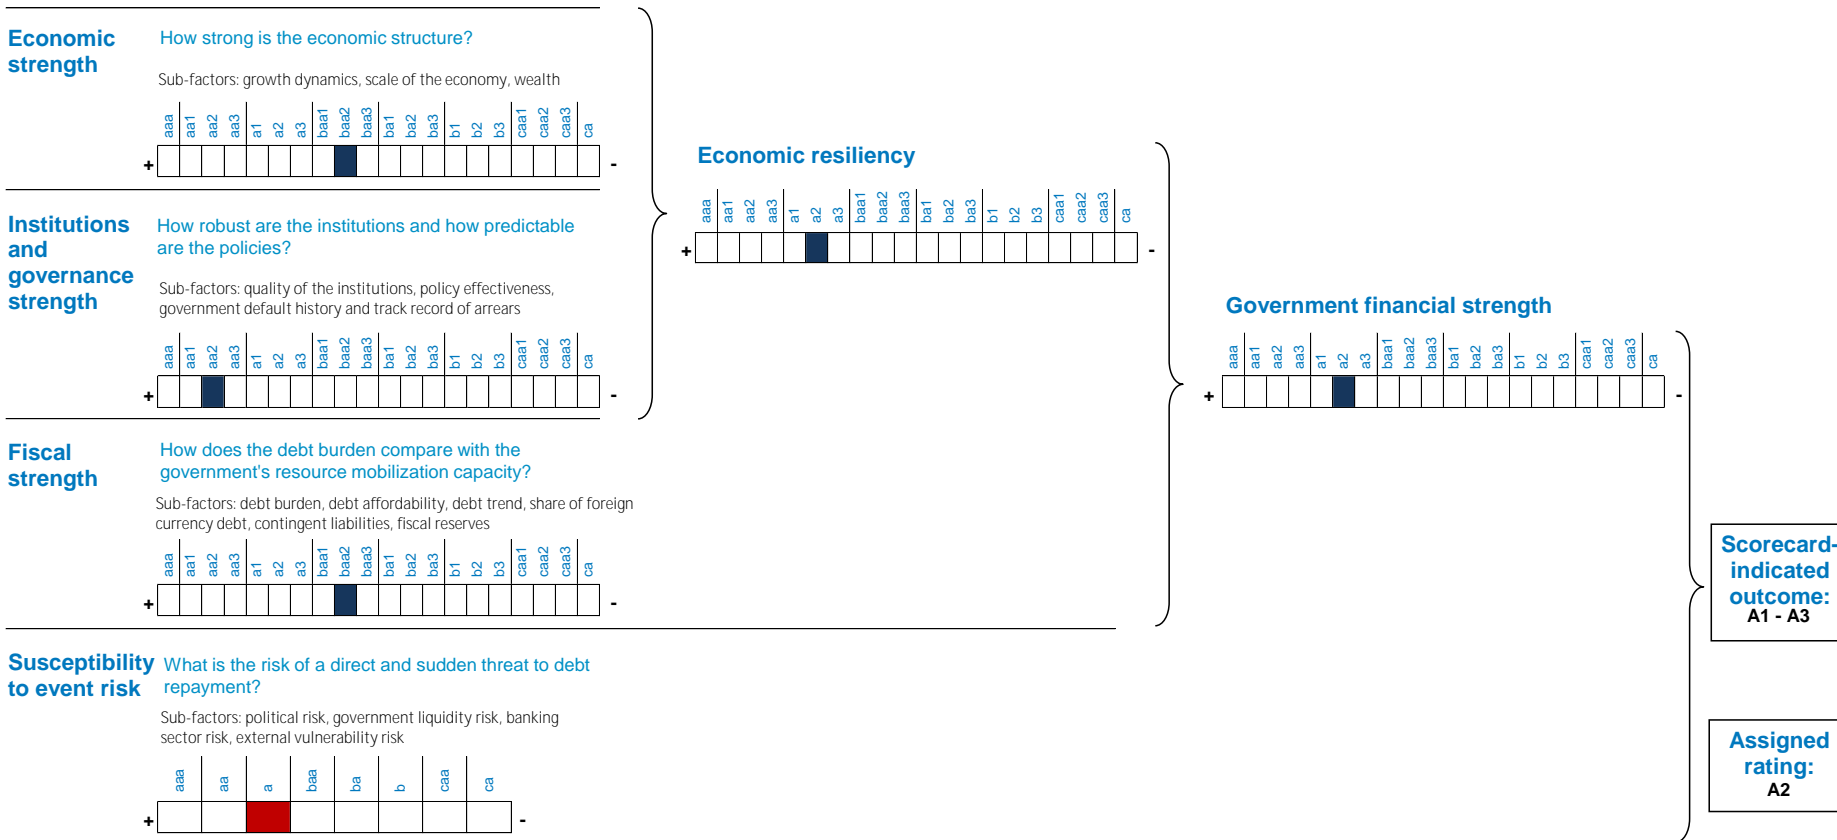 Economic
strength
How strong is the economic structure?
Sub-factors: growth dynamics, scale of the economy, wealth
aaa aa1 aa2 aa3 a1 a2 a3 baa1 baa2 baa3 ba1 ba2 ba3 b1 b2 b3 caa1 caa2 caa3 ca
+ -
Institutions
and
governance
strength
How robust are the institutions and how predictable
are the policies?
Sub-factors: quality of the institutions, policy effectiveness,
government default history and track record of arrears
aaa aa1 aa2 aa3 a1 a2 a3 baa1 baa2 baa3 ba1 ba2 ba3 b1 b2 b3 caa1 caa2 caa3 ca
+ -
Economic resiliency
aaa aa1 aa2 aa3 a1 a2 a3 baa1 baa2 baa3 ba1 ba2 ba3 b1 b2 b3 caa1 caa2 caa3 ca
+ -
Fiscal
strength
How does the debt burden compare with the
government's resource mobilization capacity?
Sub-factors: debt burden, debt affordability, debt trend, share of foreign
currency debt, contingent liabilities, fiscal reserves
aaa aa1 aa2 aa3 a1 a2 a3 baa1 baa2 baa3 ba1 ba2 ba3 b1 b2 b3 caa1 caa2 caa3 ca
+ -
Government financial strength
aaa aa1 aa2 aa3 a1 a2 a3 baa1 baa2 baa3 ba1 ba2 ba3 b1 b2 b3 caa1 caa2 caa3 ca
+ -
Susceptibility
to event risk
What is the risk of a direct and sudden threat to debt
repayment?
Sub-factors: political risk, government liquidity risk, banking
sector risk, external vulnerability risk
aaa aa a baa ba b caa ca
+ -
Scorecard-
indicated
outcome:
A1 - A3
Assigned
rating:
A2